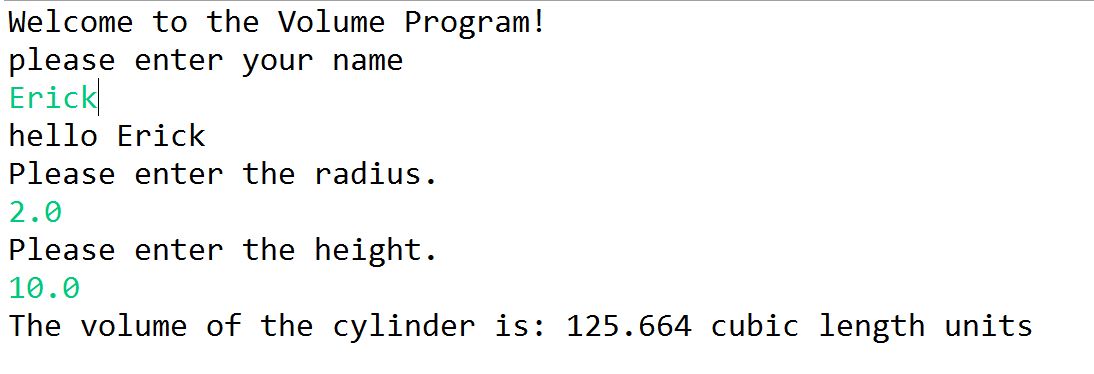 Welcome to the Volume Program!
please enter your name
Erick
hello Erick
Please enter the radius.
2.0
Please enter the height.
10.0
The volume of the cylinder is: 125.664 cubic length units